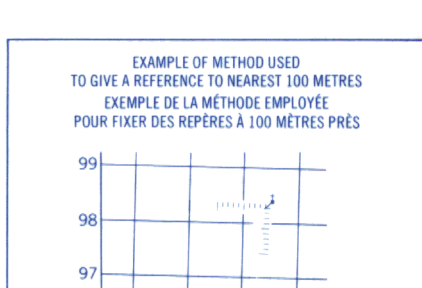 EXAMPLE OF METHOD USED
TO GIVE A REFERENCE TO NEAREST 100 METRES
EXEMPLE DE LA MÉTHODE EMPLOYÉE
POUR FIXER DES REPÈRES À 100 MÈTRES PRÈS
99
98
97